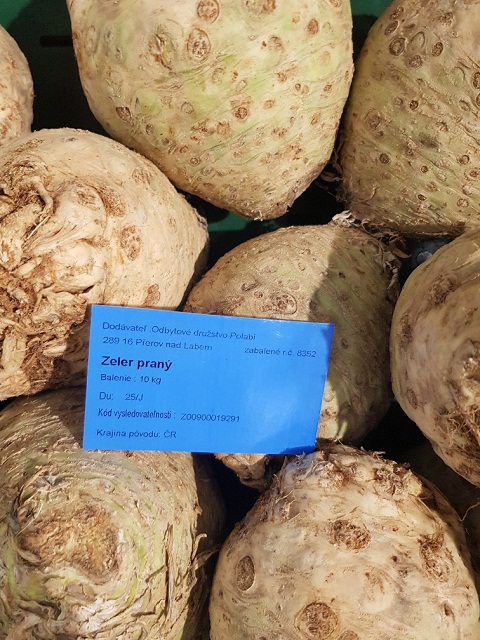 Dodávateľ :Odbytové družstvo Polabí
289 16 Přerov nad Labem zabalené r.č. 8352
Zeler praný
Balenie : 10 kg
Du: 25/J
Kód vysledovateľnosti : Z00900019291
Krajina pôvodu: ČR